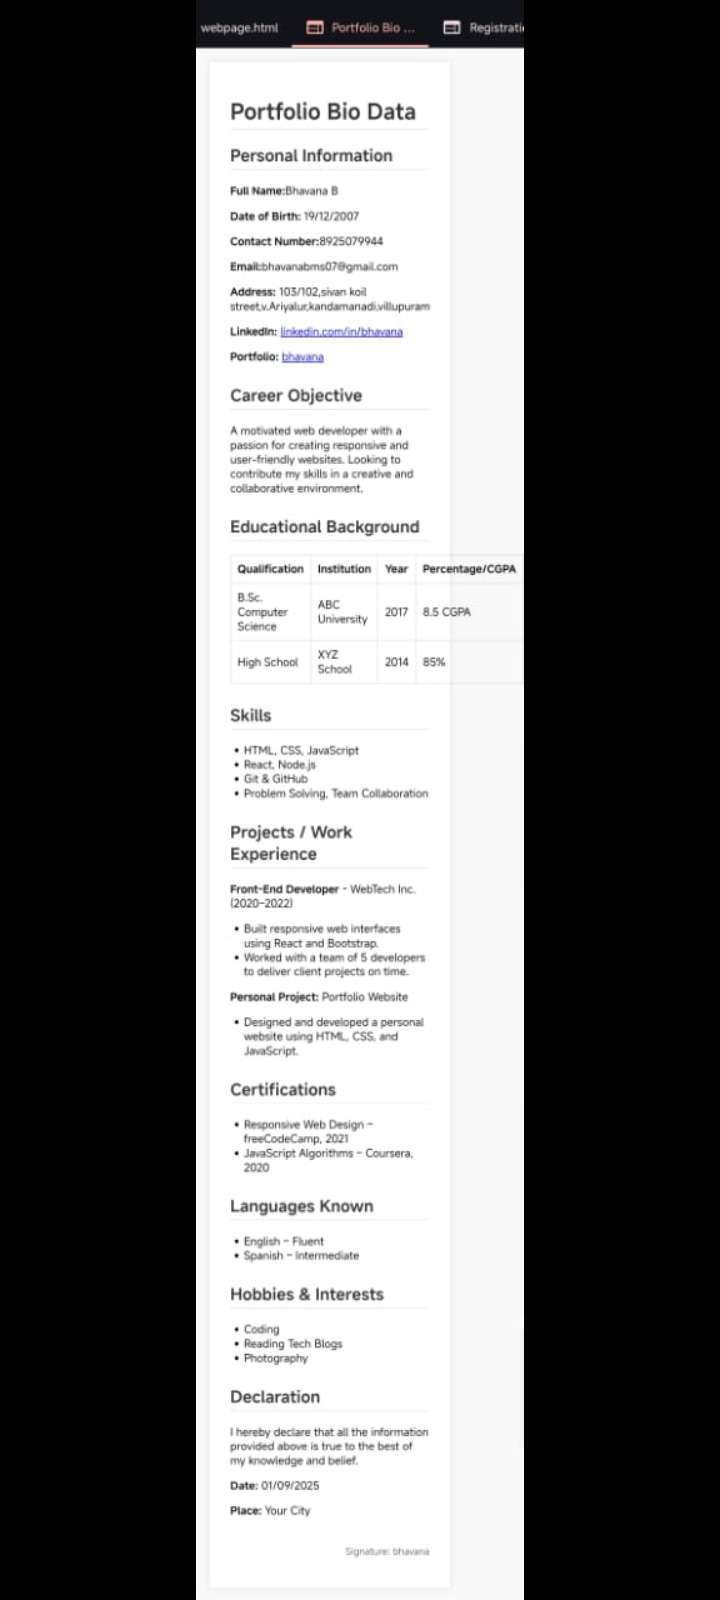 webpage.html Portfolio Bio ... Registrati
Portfolio Bio Data
Personal Information
Full Name:Bhavana B
Date of Birth: 19/12/2007
Contact Number:8925079944
Email:bhavanabms07@gmail.com
Address: 103/102,sivan koil
street,v.Ariyalur,kandamanadi,villupuram
LinkedIn: linkedin.com/in/bhavana
Portfolio: bhavana
Career Objective
A motivated web developer with a
passion for creating responsive and
user-friendly websites. Looking to
contribute my skills in a creative and
collaborative environment.
Educational Background
Qualification Institution Year Percentage/CGPA
B.Sc.
Computer
Science
ABC
University
2017 8.5 CGPA
High School
XYZ
School
2014 85%
Skills
• HTML, CSS, JavaScript
• React, Node.js
• Git & GitHub
• Problem Solving, Team Collaboration
Projects / Work
Experience
Front-End Developer - WebTech Inc.
(2020–2022)
• Built responsive web interfaces
using React and Bootstrap.
• Worked with a team of 5 developers
to deliver client projects on time.
Personal Project: Portfolio Website
• Designed and developed a personal
website using HTML, CSS, and
JavaScript.
Certifications
• Responsive Web Design –
freeCodeCamp, 2021
• JavaScript Algorithms – Coursera,
2020
Languages Known
• English – Fluent
• Spanish – Intermediate
Hobbies & Interests
• Coding
• Reading Tech Blogs
• Photography
Declaration
I hereby declare that all the information
provided above is true to the best of
my knowledge and belief.
Date: 01/09/2025
Place: Your City
Signature: bhavana